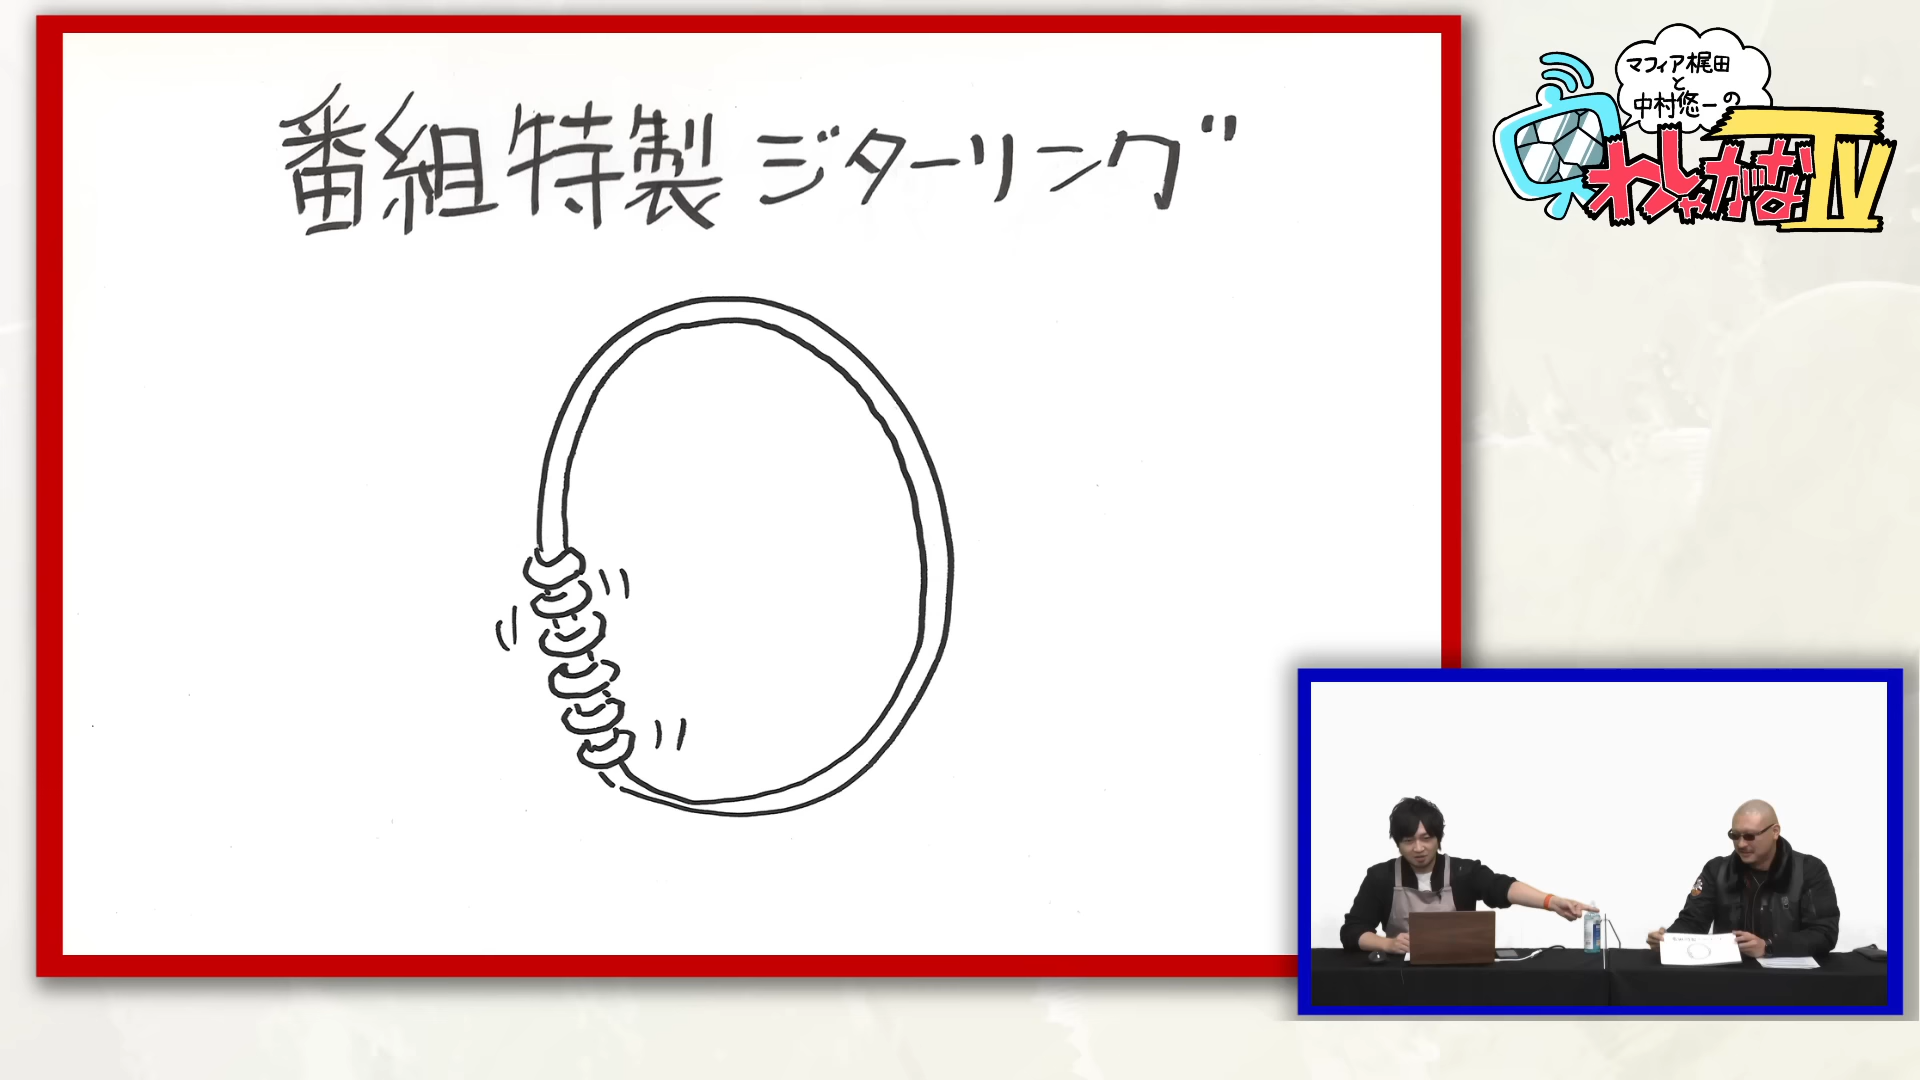 番組特製 ジターリング
マフィア梶田
と
中村悠一の
わしゃがなTV